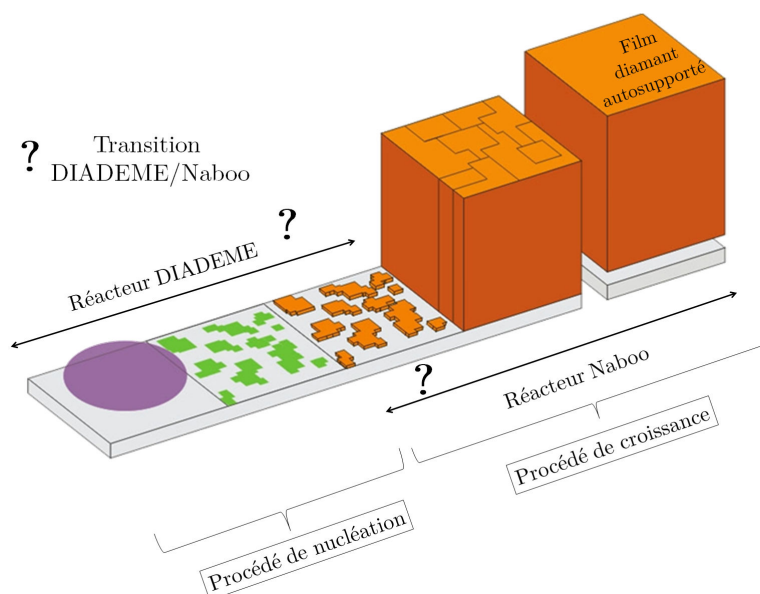 Film
diamant
autosupporté
? Transition
DIADEME/Naboo
?
Réacteur DIADEME
?
Réacteur Naboo
Procédé de croissance
Procédé de nucléation